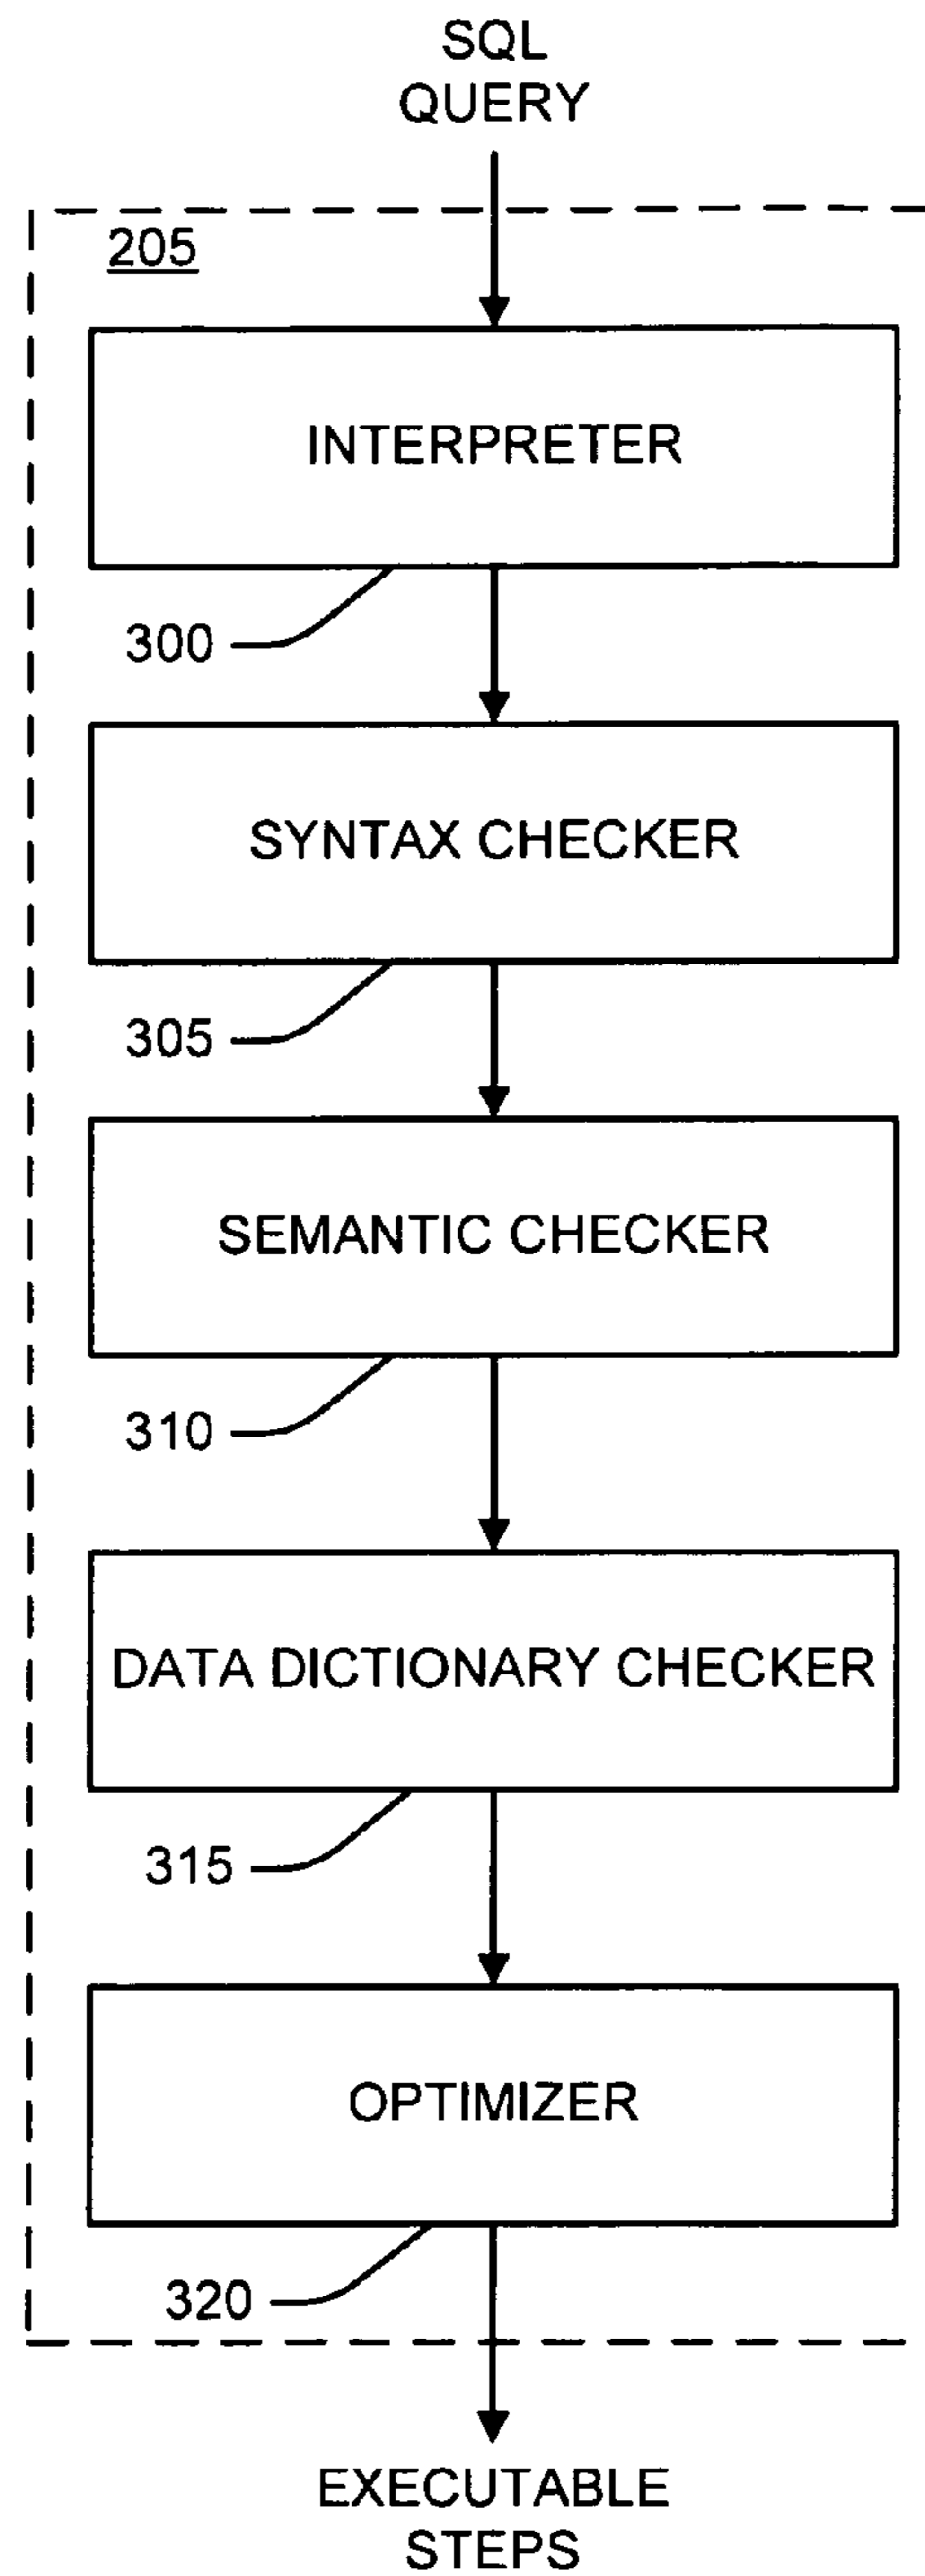 SQL
QUERY
205
INTERPRETER
300
SYNTAX CHECKER
305
SEMANTIC CHECKER
310
DATA DICTIONARY CHECKER
315
OPTIMIZER
320
EXECUTABLE
STEPS